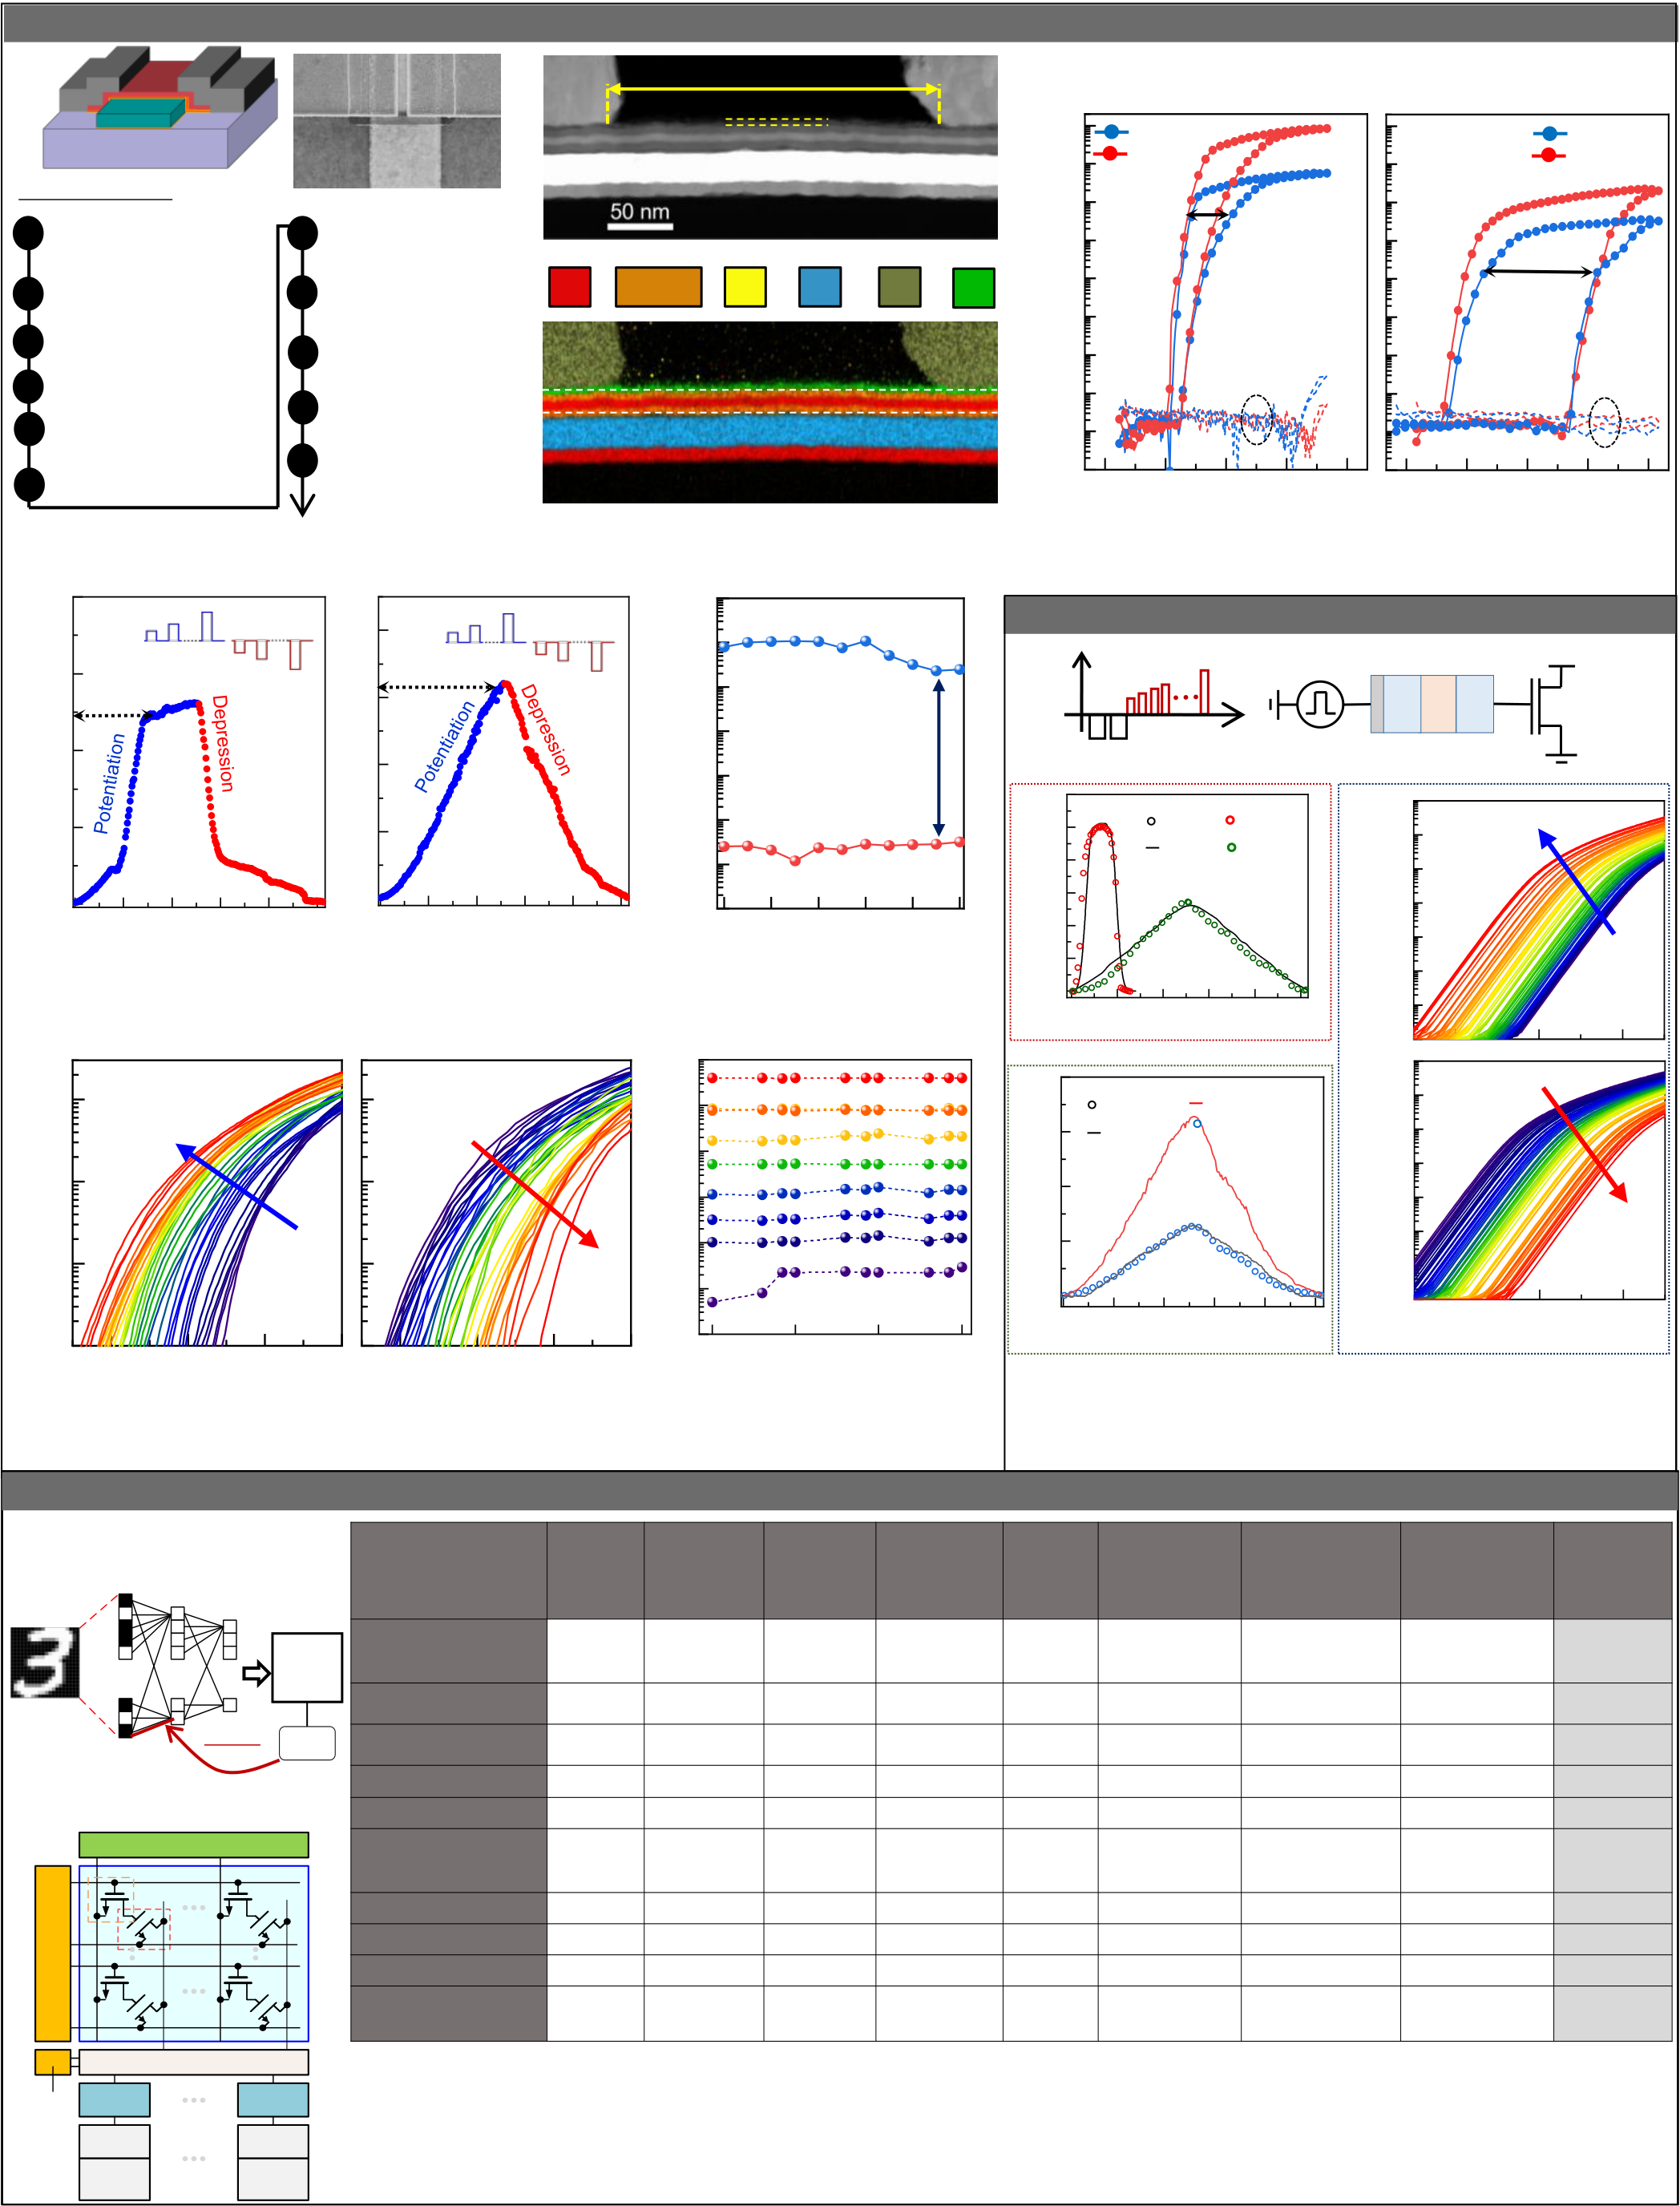 50 nm
Potentiation
Depression
Potentiation
Depression